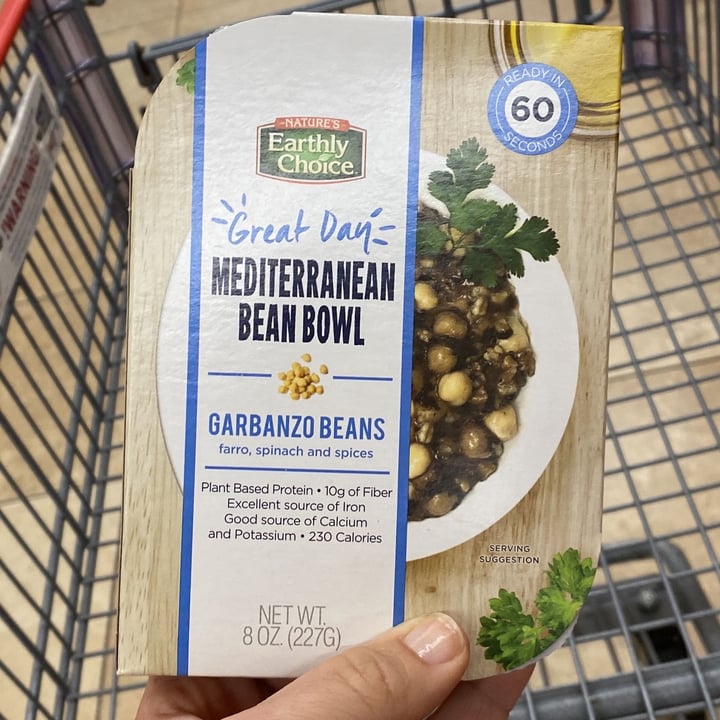 WARNING
READY IN
60
SECONDS
NATURE'S
Earthly
Choice
Great Day
MEDITERRANEAN
BEAN BOWL
GARBANZO BEANS
farro, spinach and spices
Plant Based Protein • 10g of Fiber
Excellent source of Iron
Good source of Calcium
and Potassium • 230 Calories
SERVING
SUGGESTION
NET WT.
8 OZ. (227G)